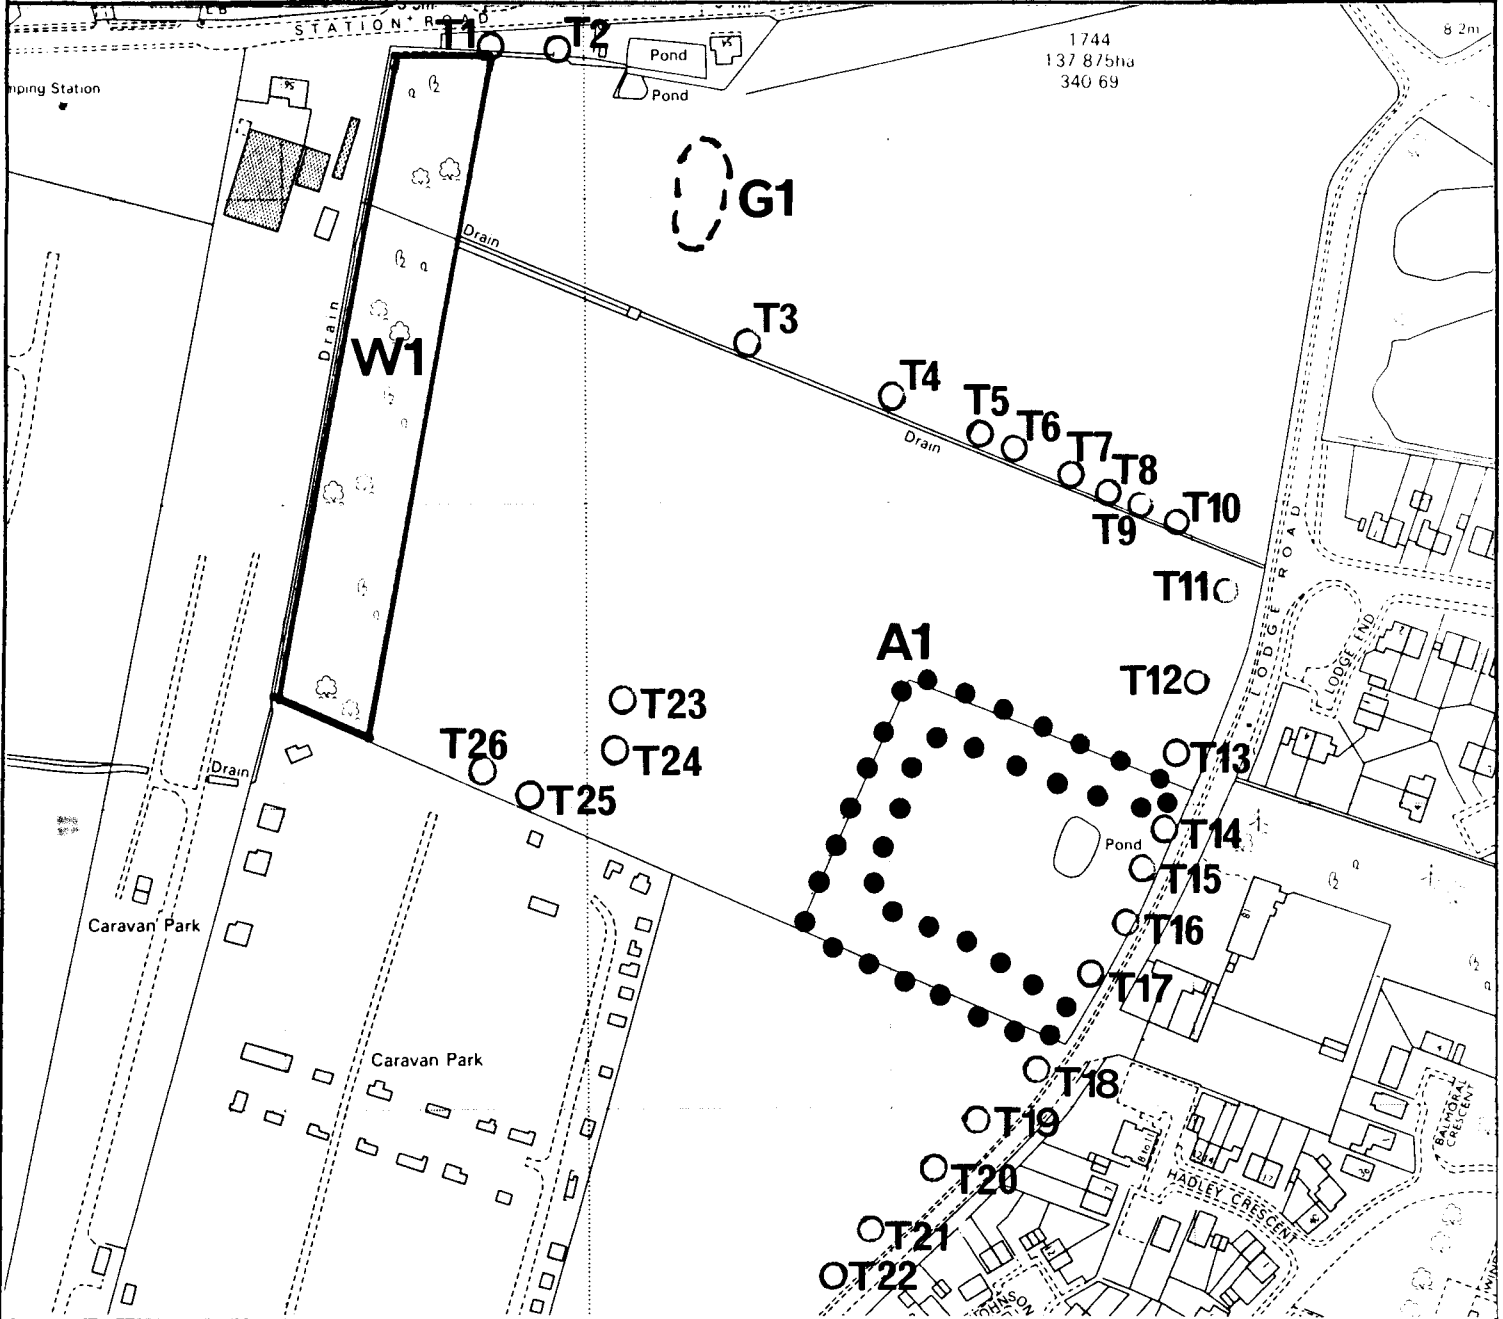 STATION ROAD
T1
T2
Pond
54
Pond
1744
137 875ha
340 69
8 2m
mping Station
G1
Drain
Drain
W1
T3
T4
T5
T6
Drain
T7
T8
T9
T10
T11
LODGE ROAD
LODGE END
A1
T12
T13
T23
T26
T24
T25
Drain
T14
Pond
T15
T16
Caravan Park
T17
Caravan Park
T18
T19
BALMORAL
CRESCENT
T20
HADLEY CRESCENT
T21
T22